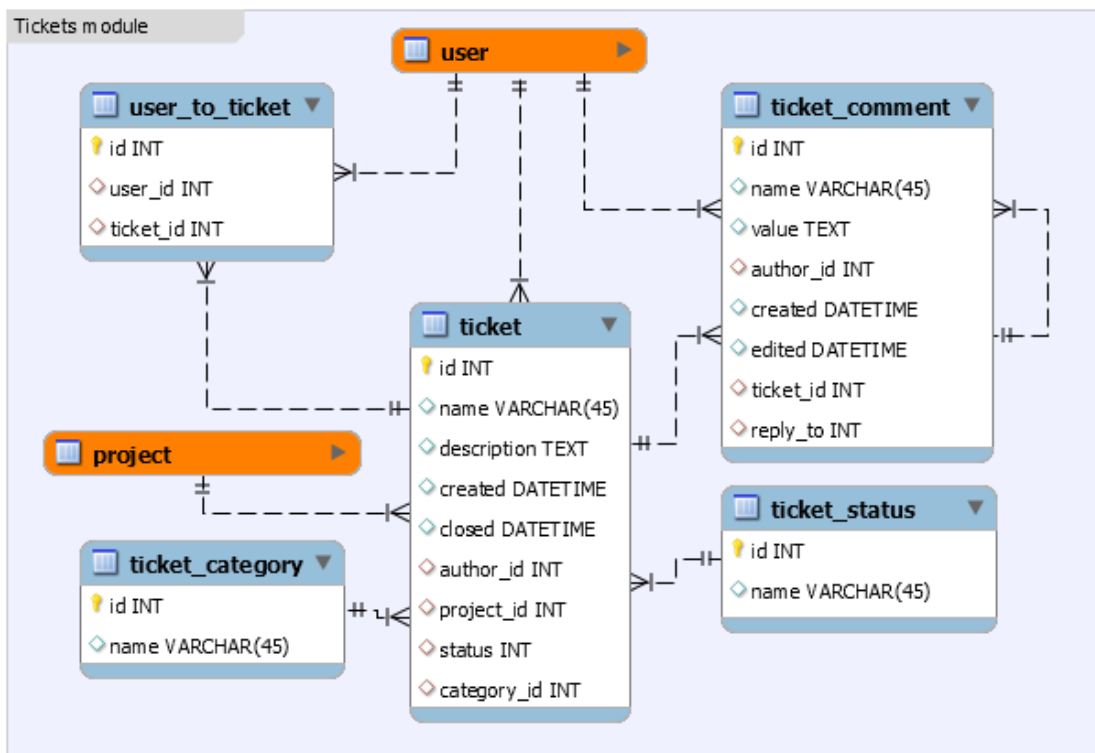 Tickets module
user
user_to_ticket
id INT
user_id INT
ticket_id INT
ticket_comment
id INT
name VARCHAR(45)
value TEXT
author_id INT
created DATETIME
edited DATETIME
ticket_id INT
reply_to INT
ticket
id INT
name VARCHAR(45)
description TEXT
created DATETIME
closed DATETIME
author_id INT
project_id INT
status INT
category_id INT
project
ticket_category
id INT
name VARCHAR(45)
ticket_status
id INT
name VARCHAR(45)